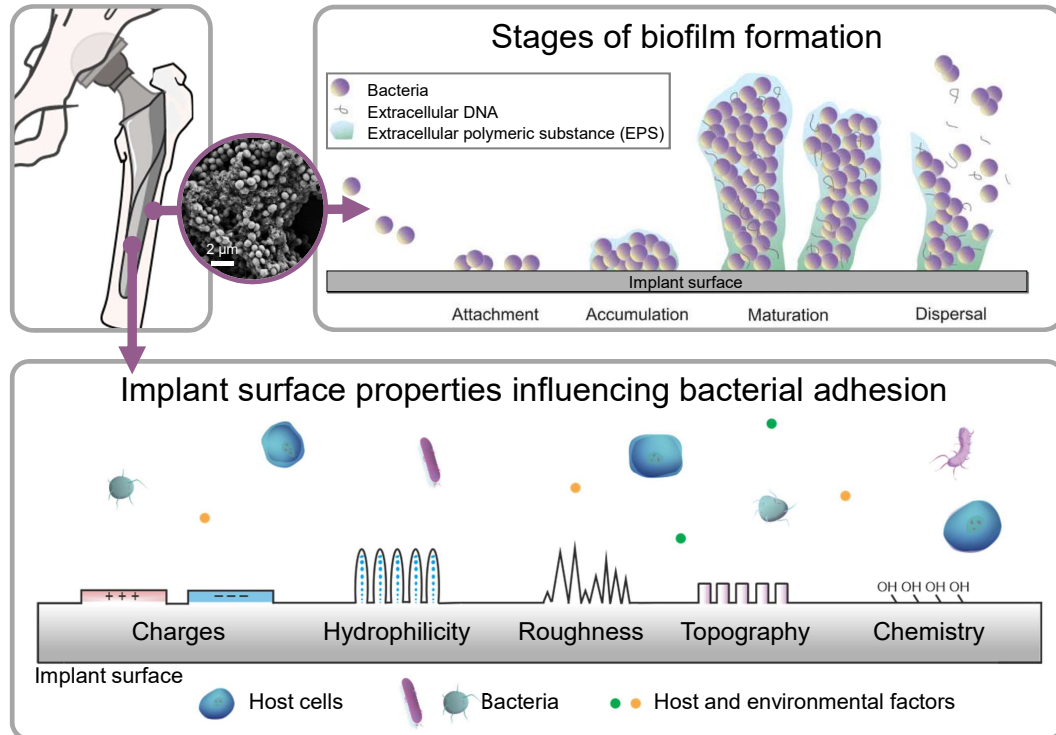 Stages of biofilm formation
Bacteria
Extracellular DNA
Extracellular polymeric substance (EPS)
2 μm
Implant surface
Attachment Accumulation Maturation Dispersal
Implant surface properties influencing bacterial adhesion
+ + + − − −
OH OH OH OH
Charges Hydrophilicity Roughness Topography Chemistry
Implant surface
Host cells Bacteria Host and environmental factors